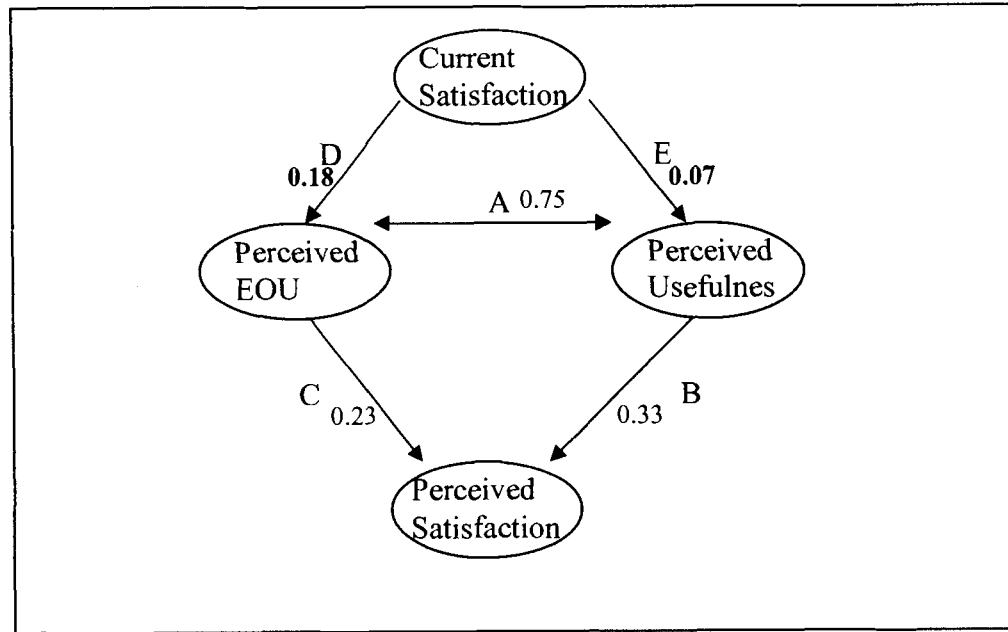 Current
Satisfaction
D
0.18
E
0.07
A 0.75
Perceived
EOU
Perceived
Usefulnes
C
0.23
0.33
B
Perceived
Satisfaction